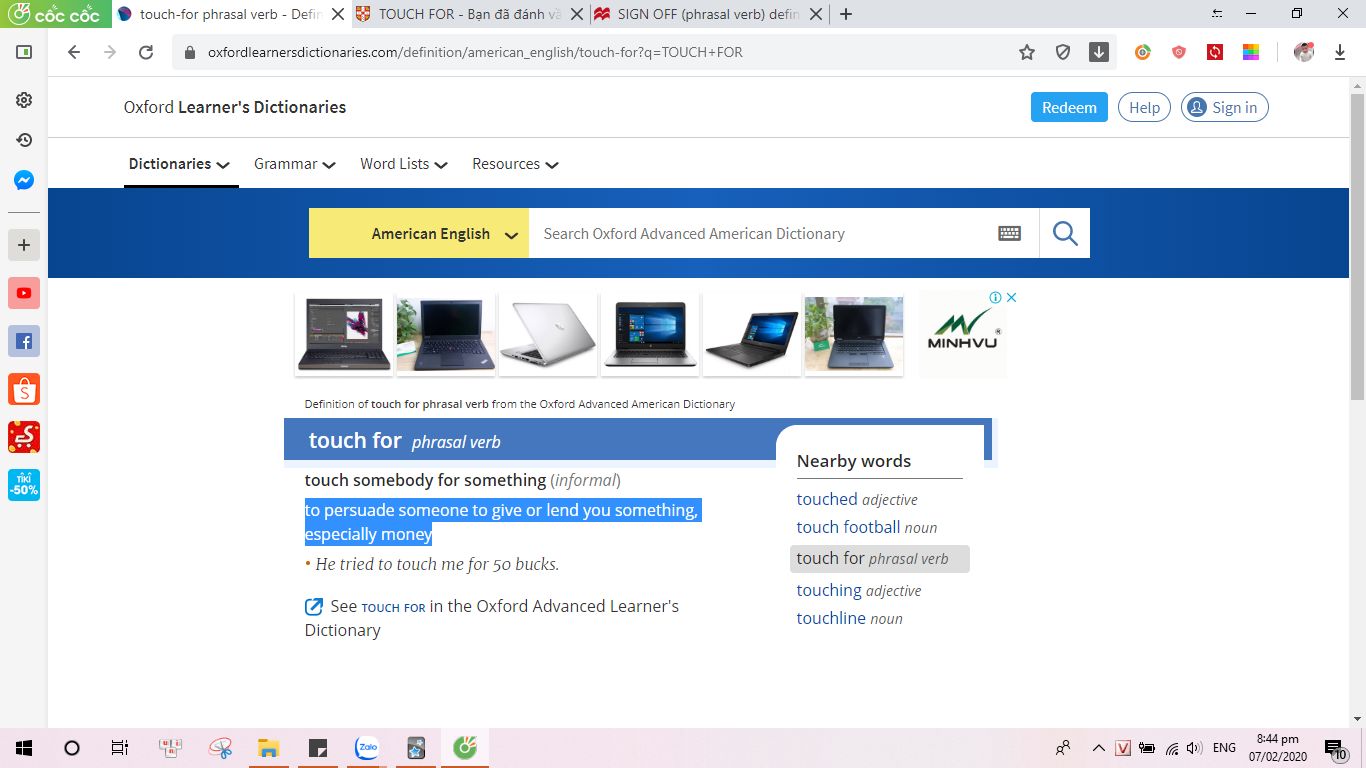 cốc cốc
touch-for phrasal verb - Defin
TOUCH FOR - Bạn đã đánh vầ
SIGN OFF (phrasal verb) defin
oxfordlearnersdictionaries.com/definition/american_english/touch-for?q=TOUCH+FOR
Oxford Learner's Dictionaries
Redeem
Help
Sign in
Dictionaries
Grammar
Word Lists
Resources
American English
Search Oxford Advanced American Dictionary
MINHVU
Definition of touch for phrasal verb from the Oxford Advanced American Dictionary
touch for phrasal verb
touch somebody for something (informal)
to persuade someone to give or lend you something,
especially money
• He tried to touch me for 50 bucks.
See TOUCH FOR in the Oxford Advanced Learner's
Dictionary
Nearby words
touched adjective
touch football noun
touch for phrasal verb
touching adjective
touchline noun
TIKI
-50%
Zalo
ENG
8:44 pm
07/02/2020
10